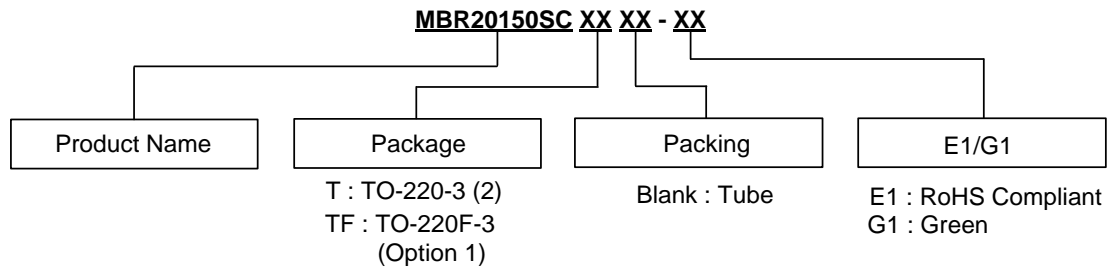 MBR20150SC XX XX - XX
Product Name
Package
Packing
E1/G1
T : TO-220-3 (2)
TF : TO-220F-3
(Option 1)
Blank : Tube
E1 : RoHS Compliant
G1 : Green